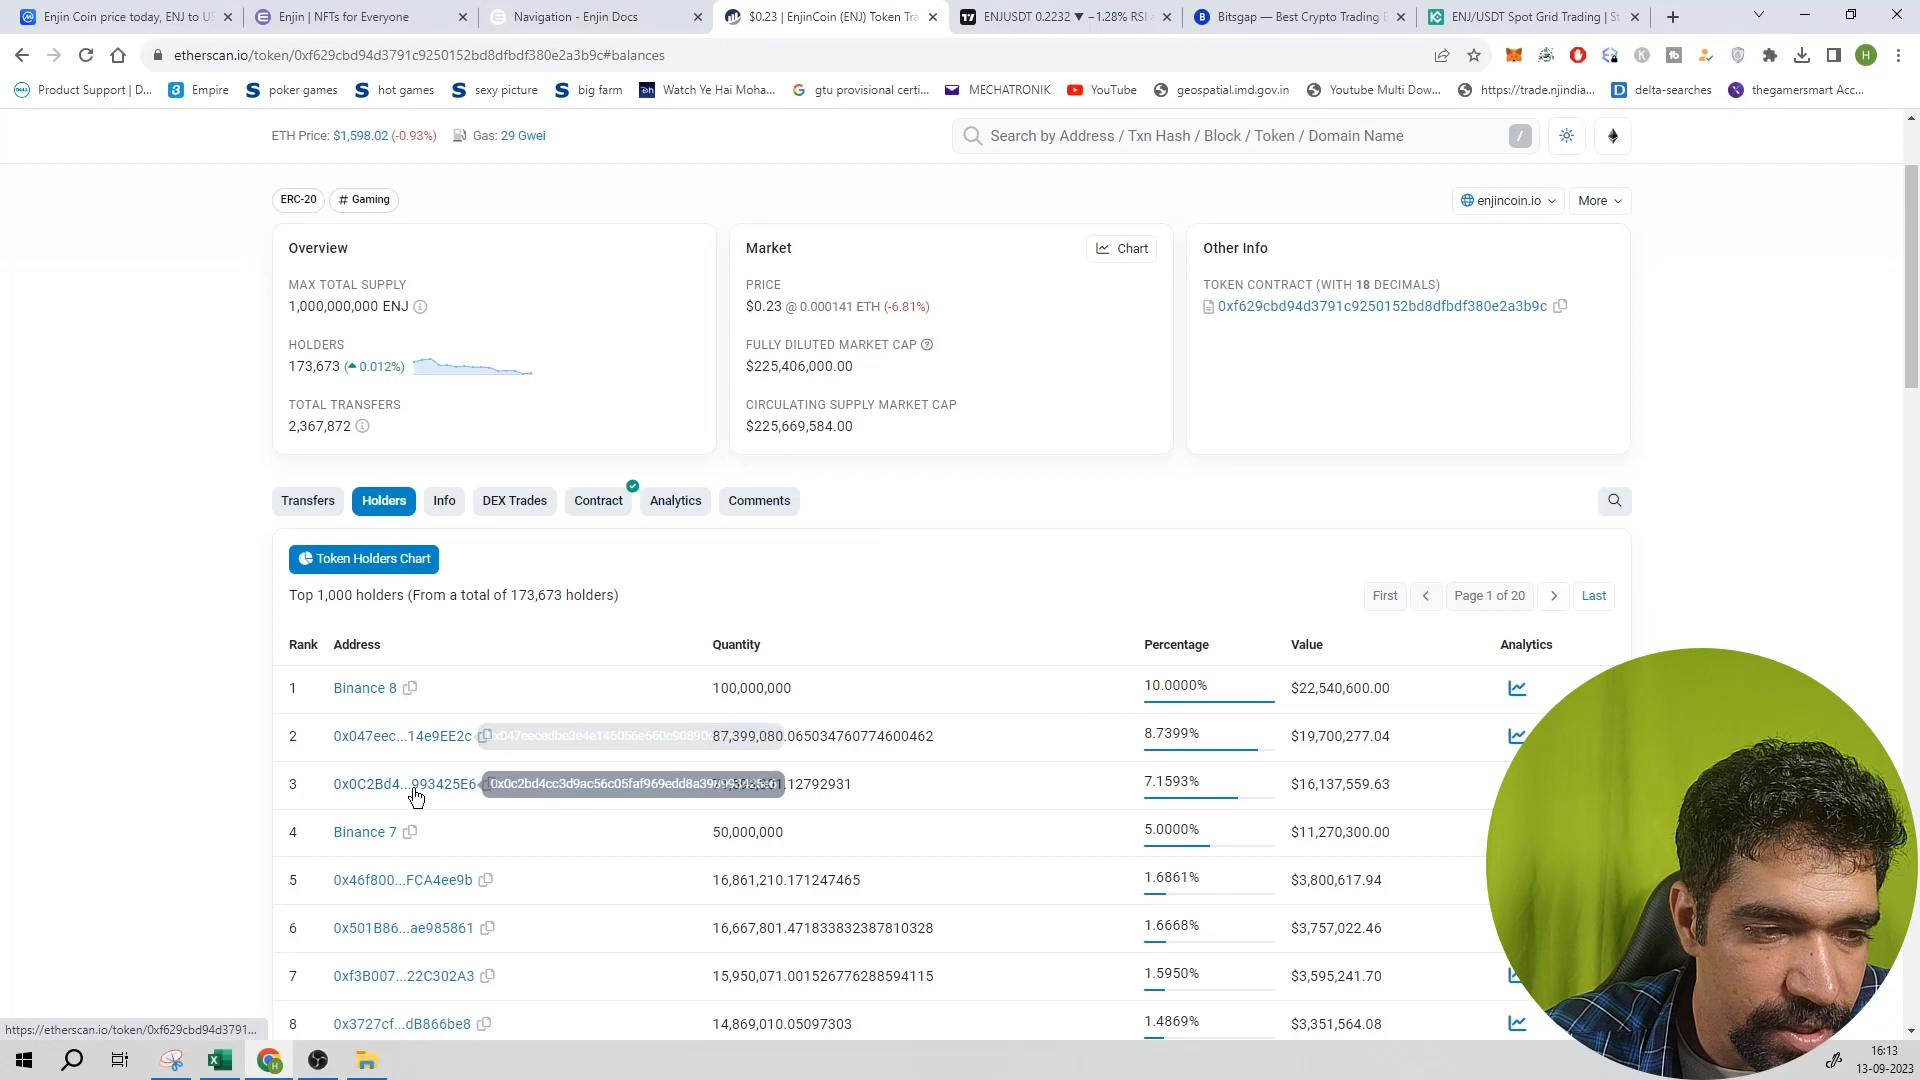 Enjin Coin price today, ENJ to US
Enjin | NFTs for Everyone
Navigation - Enjin Docs
$0.23 | EnjinCoin (ENJ) Token Tra
ENJUSDT 0.2232 ▼ −1.28% RSI
Bitsgap — Best Crypto Trading B
ENJ/USDT Spot Grid Trading | St
etherscan.io/token/0xf629cbd94d3791c9250152bd8dfbdf380e2a3b9c#balances
Product Support | D...
Empire
poker games
hot games
sexy picture
big farm
Watch Ye Hai Moha...
gtu provisional certi...
MECHATRONIK
YouTube
geospatial.imd.gov.in
Youtube Multi Dow...
https://trade.njindia...
delta-searches
thegamersmart Acc...
ETH Price: $1,598.02 (-0.93%)
Gas: 29 Gwei
Search by Address / Txn Hash / Block / Token / Domain Name
/
ERC-20
# Gaming
enjincoin.io
More
Overview
MAX TOTAL SUPPLY
1,000,000,000 ENJ
HOLDERS
173,673 (0.012%)
TOTAL TRANSFERS
2,367,872
Market
Chart
PRICE
$0.23 @ 0.000141 ETH (-6.81%)
FULLY DILUTED MARKET CAP
$225,406,000.00
CIRCULATING SUPPLY MARKET CAP
$225,669,584.00
Other Info
TOKEN CONTRACT (WITH 18 DECIMALS)
0xf629cbd94d3791c9250152bd8dfbdf380e2a3b9c
Transfers
Holders
Info
DEX Trades
Contract
Analytics
Comments
Token Holders Chart
Top 1,000 holders (From a total of 173,673 holders)
First
Page 1 of 20
Last
Rank Address Quantity Percentage Value Analytics
1 Binance 8 100,000,000 10.0000% $22,540,600.00
2 0x047eec...14e9EE2c 87,399,080.065034760774600462 8.7399% $19,700,277.04
3 0x0C2Bd4...993425E6 7.1593% $16,137,559.63
4 Binance 7 50,000,000 5.0000% $11,270,300.00
5 0x46f800...FCA4ee9b 16,861,210.171247465 1.6861% $3,800,617.94
6 0x501B86...ae985861 16,667,801.471833832387810328 1.6668% $3,757,022.46
7 0xf3B007...22C302A3 15,950,071.001526776288594115 1.5950% $3,595,241.70
8 0x3727cf...dB866be8 14,869,010.05097303 1.4869% $3,351,564.08
https://etherscan.io/token/0xf629cbd94d3791...
16:13
13-09-2023